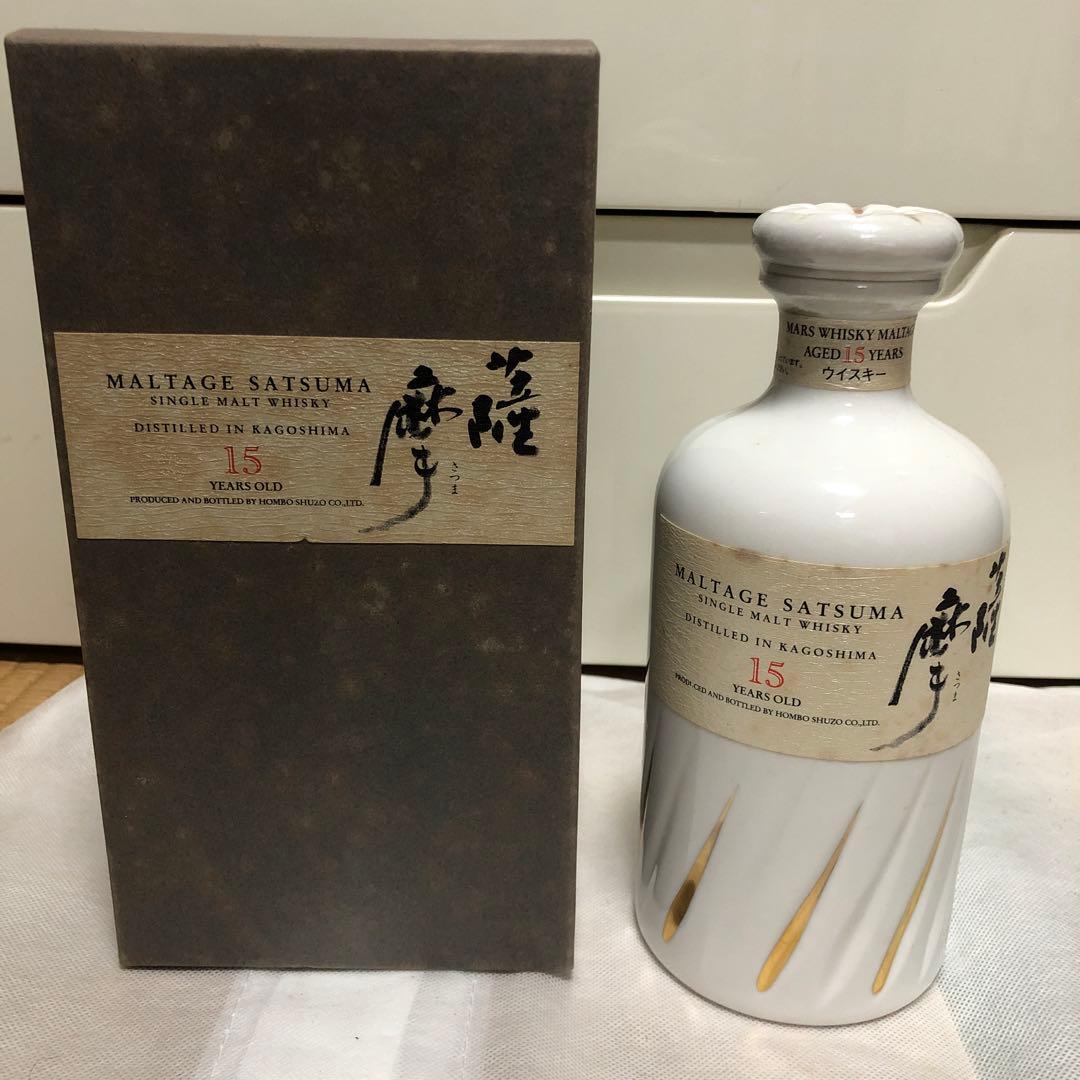 MALTAGE SATSUMA
SINGLE MALT WHISKY
DISTILLED IN KAGOSHIMA
15
YEARS OLD
PRODUCED AND BOTTLED BY HOMBO SHUZO CO.,LTD.
薩摩
さつま
MARS WHISKY MALTAG
AGED 15 YEARS
ウイスキー
MALTAGE SATSUMA
SINGLE MALT WHISKY
DISTILLED IN KAGOSHIMA
15
YEARS OLD
PRODUCED AND BOTTLED BY HOMBO SHUZO CO.,LTD.
薩摩
さつま